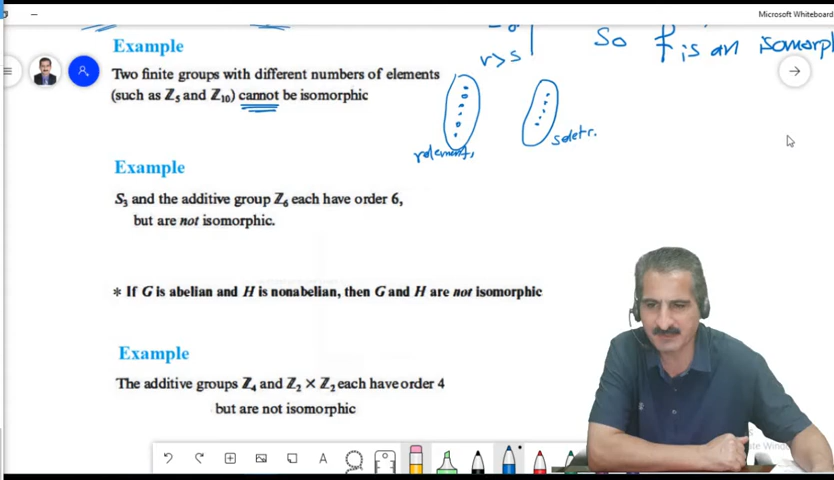 Microsoft Whiteboard
Example
So f is an isomorph
r>s
Two finite groups with different numbers of elements
(such as Z₅ and Z₁₀) cannot be isomorphic
relements
Example
S₃ and the additive group Z₆ each have order 6,
but are not isomorphic.
* If G is abelian and H is nonabelian, then G and H are not isomorphic
Example
The additive groups Z₄ and Z₂ × Z₂ each have order 4
but are not isomorphic